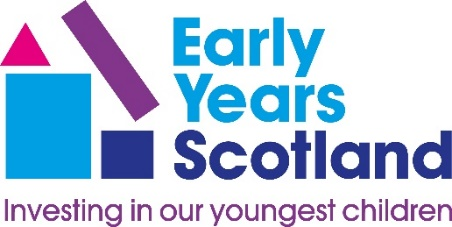 Early
Years
Scotland
Investing in our youngest children